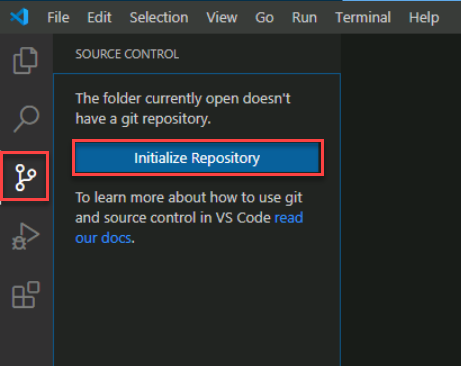 File Edit Selection View Go Run Terminal Help
SOURCE CONTROL
The folder currently open doesn't
have a git repository.
Initialize Repository
To learn more about how to use git
and source control in VS Code read
our docs.